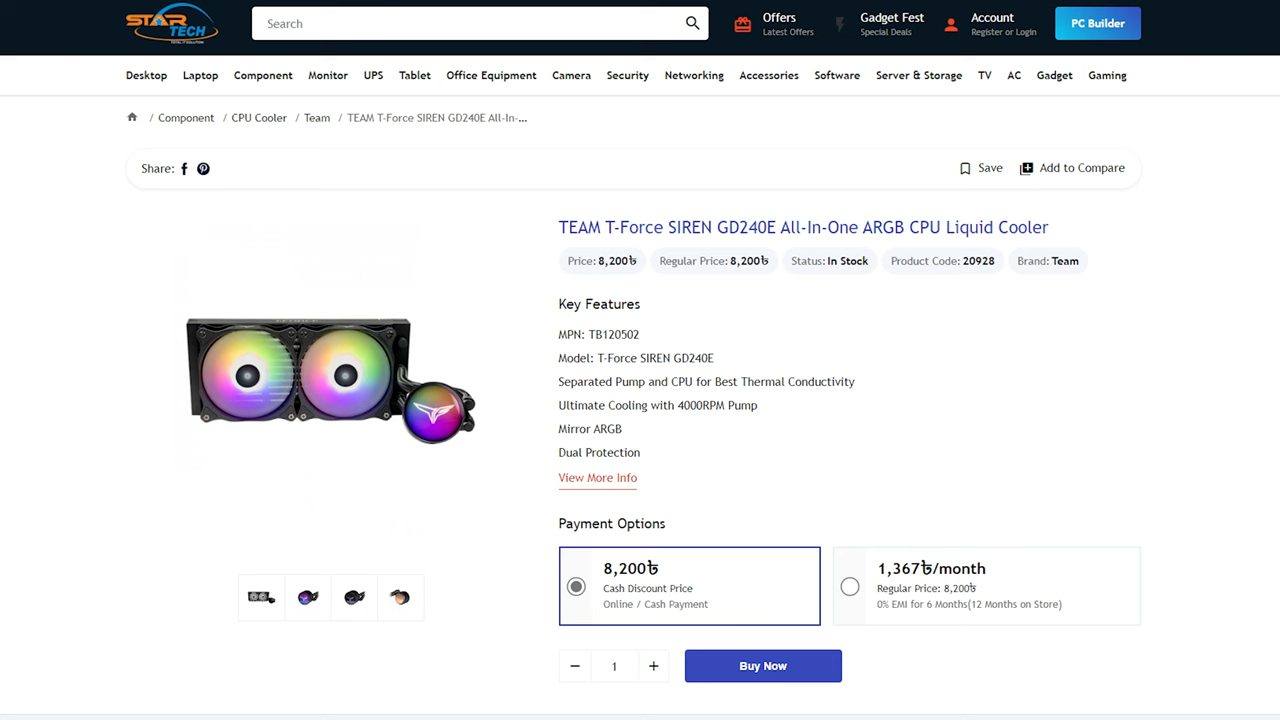 STAR TECH
TOTAL IT SOLUTION
Search
Offers
Latest Offers
Gadget Fest
Special Deals
Account
Register or Login
PC Builder
Desktop Laptop Component Monitor UPS Tablet Office Equipment Camera Security Networking Accessories Software Server & Storage TV AC Gadget Gaming
/ Component / CPU Cooler / Team / TEAM T-Force SIREN GD240E All-In-...
Share:
Save
Add to Compare
TEAM T-Force SIREN GD240E All-In-One ARGB CPU Liquid Cooler
Price: 8,200৳ Regular Price: 8,200৳ Status: In Stock Product Code: 20928 Brand: Team
Key Features
MPN: TB120502
Model: T-Force SIREN GD240E
Separated Pump and CPU for Best Thermal Conductivity
Ultimate Cooling with 4000RPM Pump
Mirror ARGB
Dual Protection
View More Info
Payment Options
8,200৳
Cash Discount Price
Online / Cash Payment
1,367৳/month
Regular Price: 8,200৳
0% EMI for 6 Months(12 Months on Store)
− 1 +
Buy Now